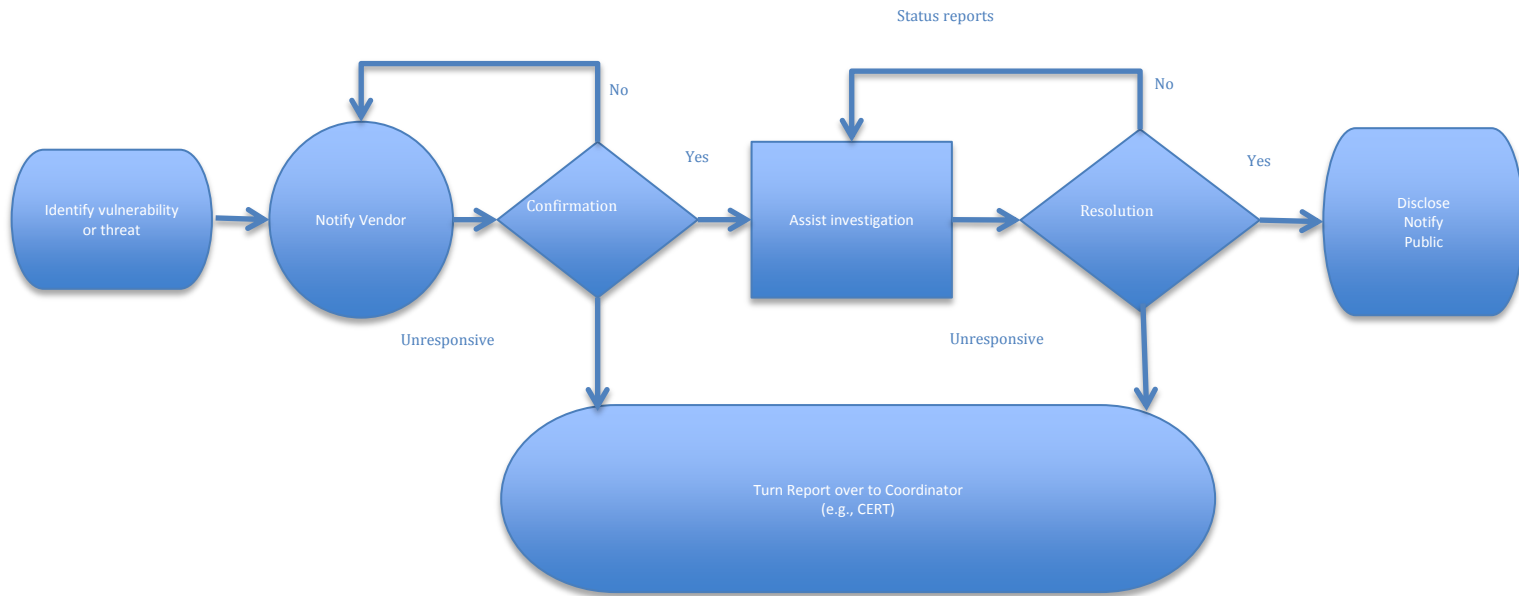 Status reports
No
No
Yes
Yes
Identify vulnerability
or threat
Notify Vendor
Confirmation
Assist investigation
Resolution
Disclose
Notify
Public
Unresponsive
Unresponsive
Turn Report over to Coordinator
(e.g., CERT)